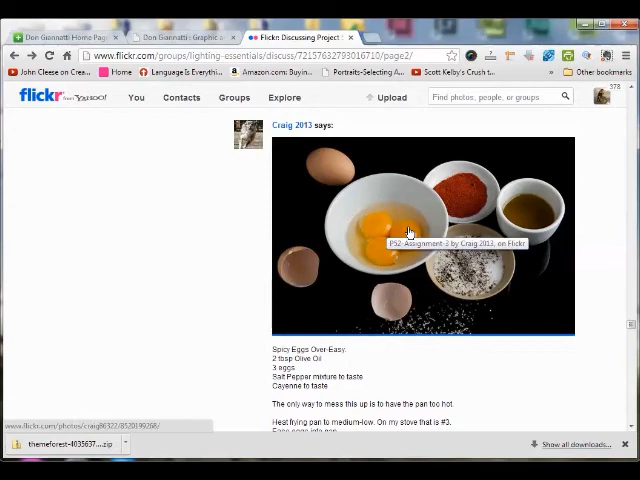 Don Giannatti Home Page
Don Giannatti : Graphic a
Flickr: Discussing Project 5
www.flickr.com/groups/lighting-essentials/discuss/72157632793016710/page2/
John Cleese on Crea...
Home
Language Is Everythi...
Amazon.com: Buyin...
Portraits-Selecting A...
Scott Kelby's Crush t...
»
Other bookmarks
flickr from YAHOO!
You
Contacts
Groups
Explore
Upload
Find photos, people, or groups
378
Craig 2013 says:
P52-Assignment-3 by Craig 2013, on Flickr
Spicy Eggs Over-Easy.
2 tbsp Olive Oil
3 eggs
Salt Pepper mixture to taste
Cayenne to taste
The only way to mess this up is to have the pan too hot.
Heat frying pan to medium-low. On my stove that is #3.
www.flickr.com/photos/craig86322/8520199268/
themeforest-4035637....zip
Show all downloads...